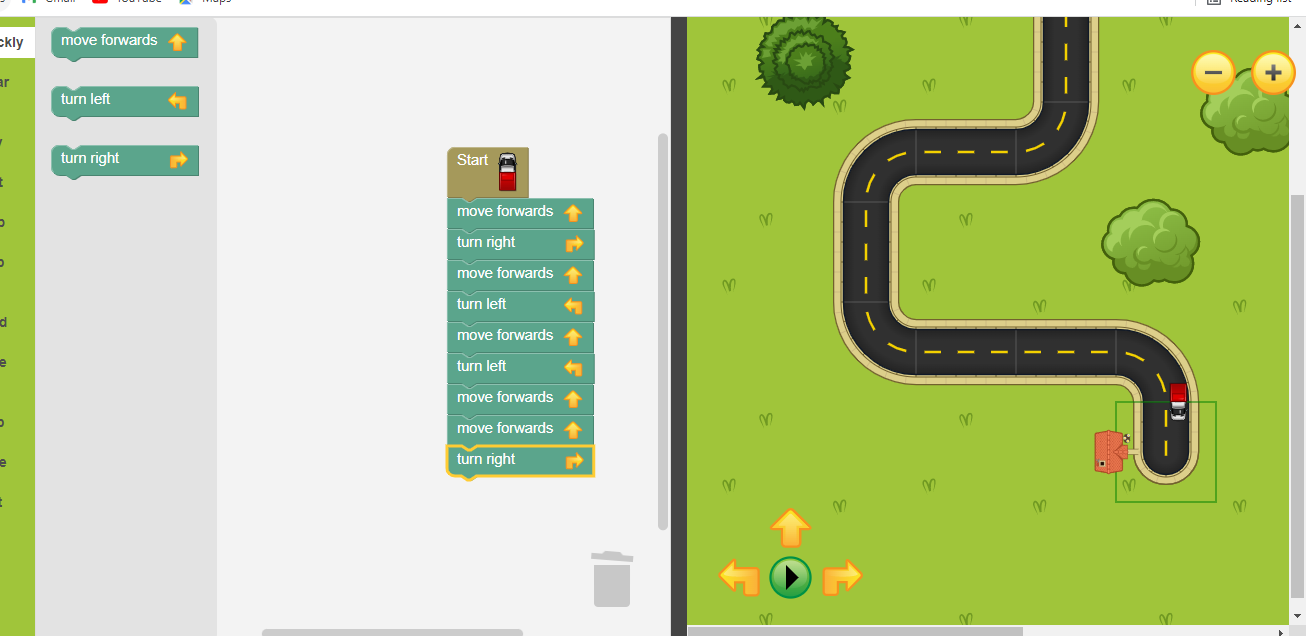 Gmail
YouTube
Maps
Reading list
ckly
ar
move forwards
turn left
turn right
Start
move forwards
turn right
move forwards
turn left
move forwards
turn left
move forwards
move forwards
turn right